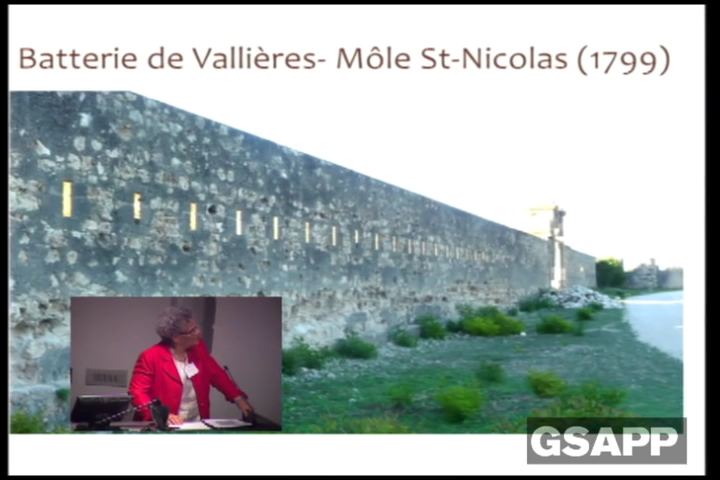 Batterie de Vallières- Môle St-Nicolas (1799)
GSAPP